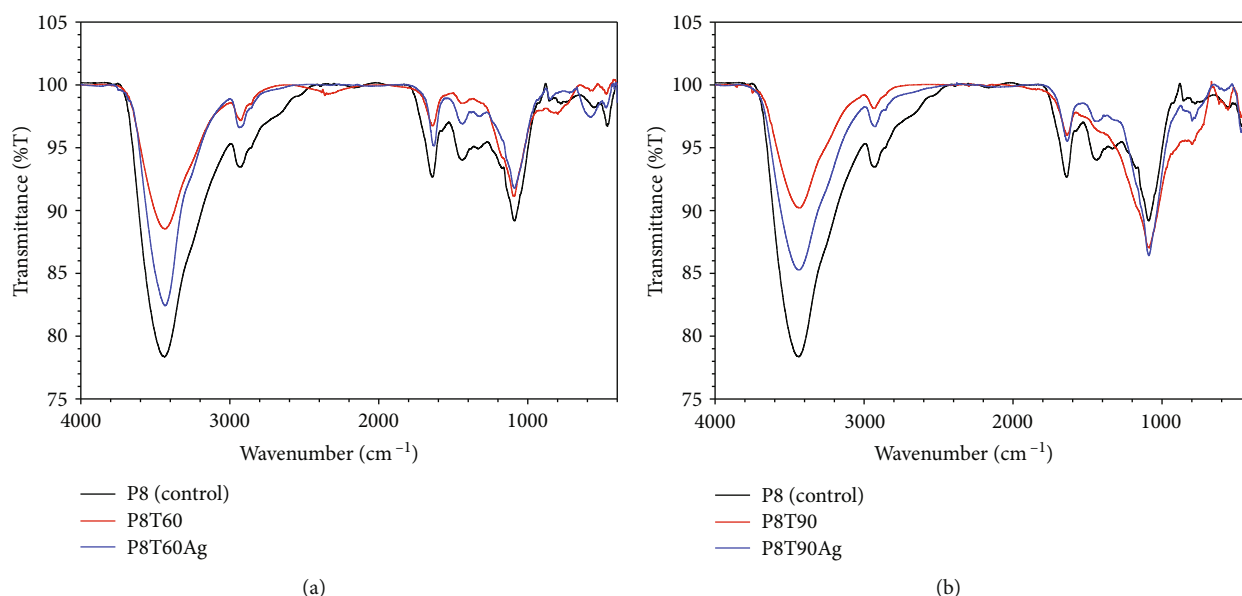 105
100
95
90
85
80
75
Transmittance (%T)
4000 3000 2000 1000
Wavenumber (cm⁻¹)
P8 (control)
P8T60
P8T60Ag
(a)
105
100
95
90
85
80
75
Transmittance (%T)
4000 3000 2000 1000
Wavenumber (cm⁻¹)
P8 (control)
P8T90
P8T90Ag
(b)